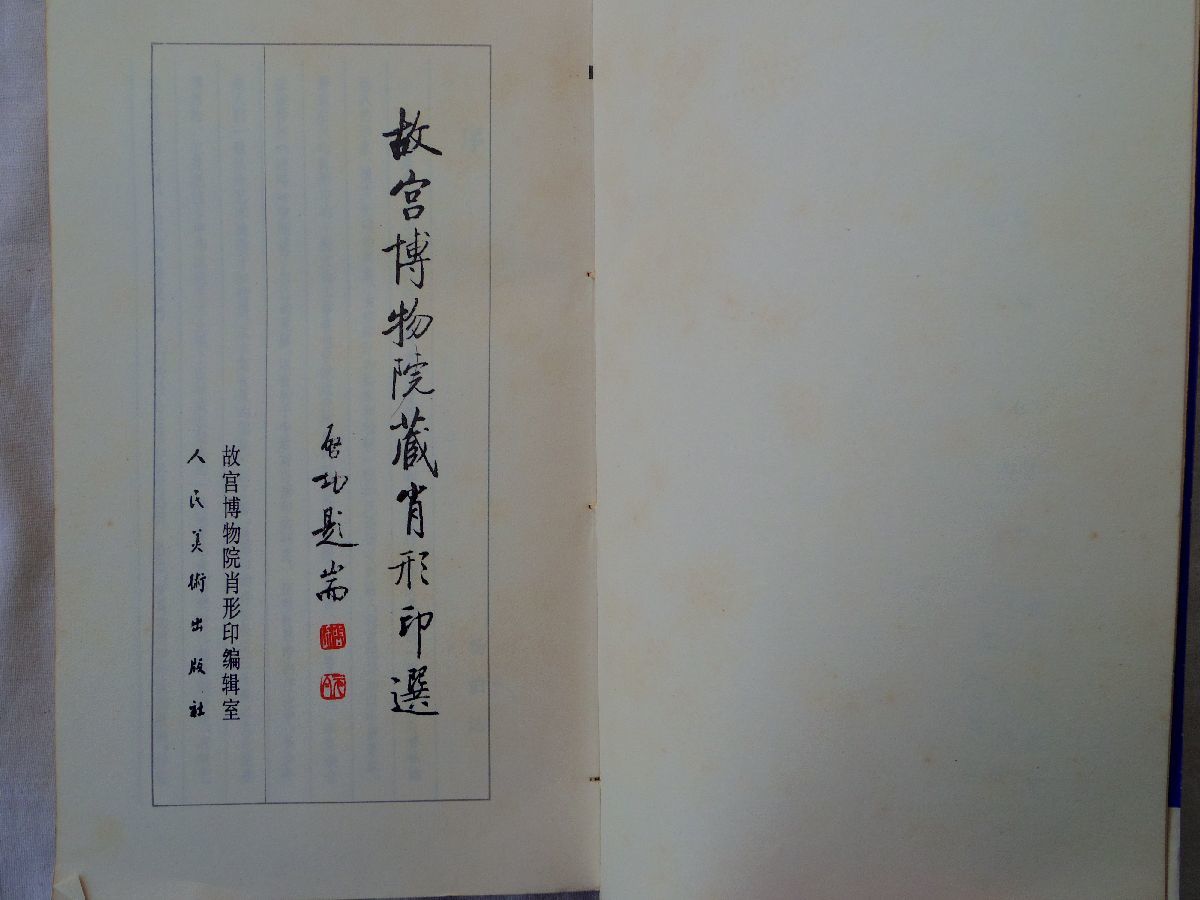 故宫博物院藏肖形印選
启功题耑
故宫博物院肖形印编辑室
人民美術出版社